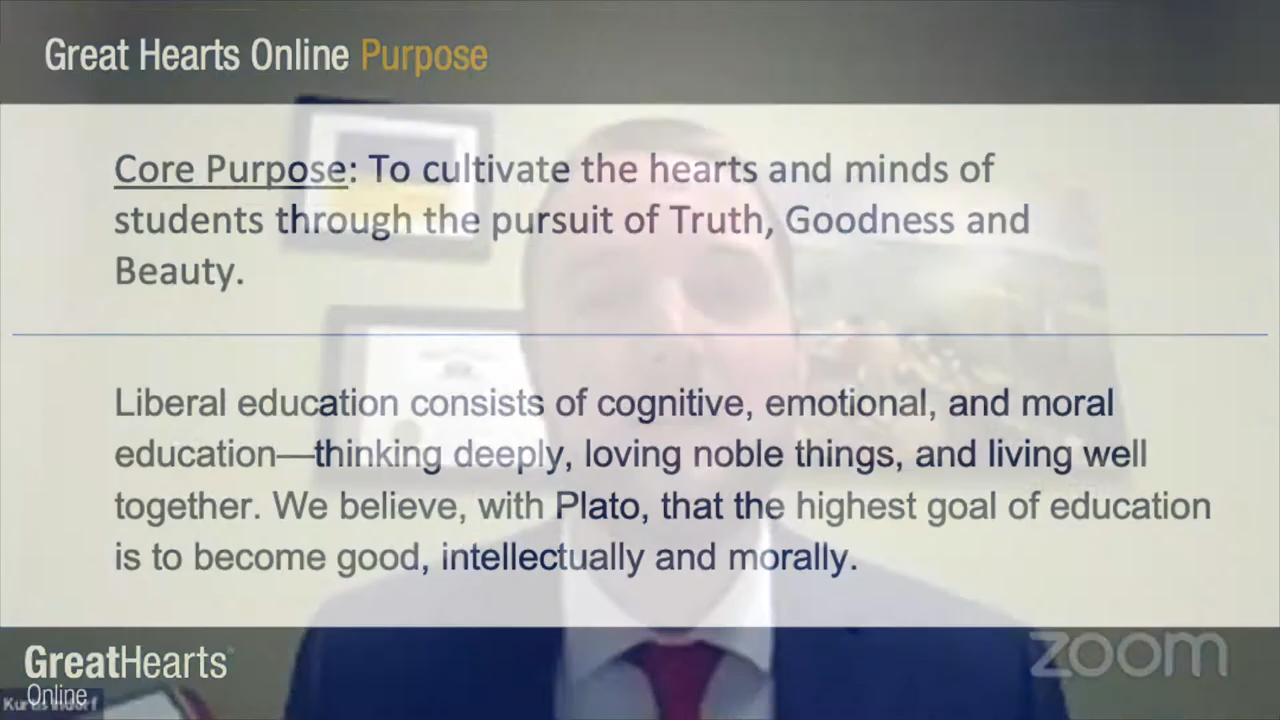 Great Hearts Online Purpose
Core Purpose: To cultivate the hearts and minds of
students through the pursuit of Truth, Goodness and
Beauty.
Liberal education consists of cognitive, emotional, and moral
education—thinking deeply, loving noble things, and living well
together. We believe, with Plato, that the highest goal of education
is to become good, intellectually and morally.
GreatHearts®
Online
zoom